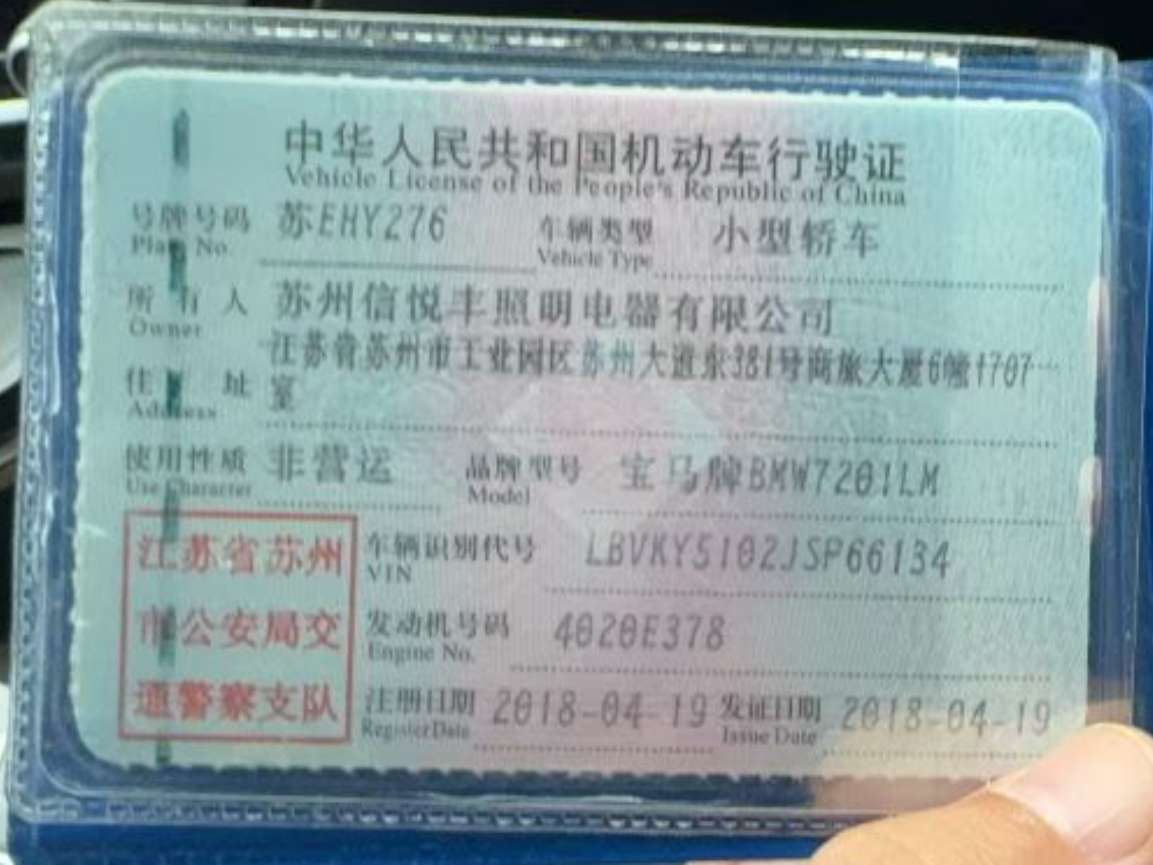 中华人民共和国机动车行驶证
Vehicle License of the People's Republic of China
号牌号码 苏EHY276 车辆类型 小型轿车
Plate No. Vehicle Type
所有人 苏州信悦丰照明电器有限公司
Owner
江苏省苏州市工业园区苏州大道东381号商旅大厦6幢1707
住址 室
Address
使用性质 非营运 品牌型号 宝马牌BMW7201LM
Use Character Model
江苏省苏州 车辆识别代号 LBVKY5102JSP66134
VIN
市公安局交 发动机号码 4020E378
Engine No.
通警察支队 注册日期 2018-04-19 发证日期 2018-04-19
Register Date Issue Date